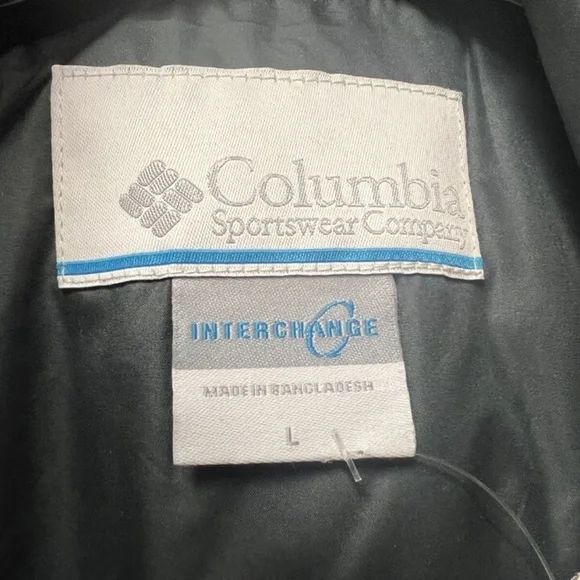 Columbia
Sportswear Company
INTERCHANGE
MADE IN BANGLADESH
L